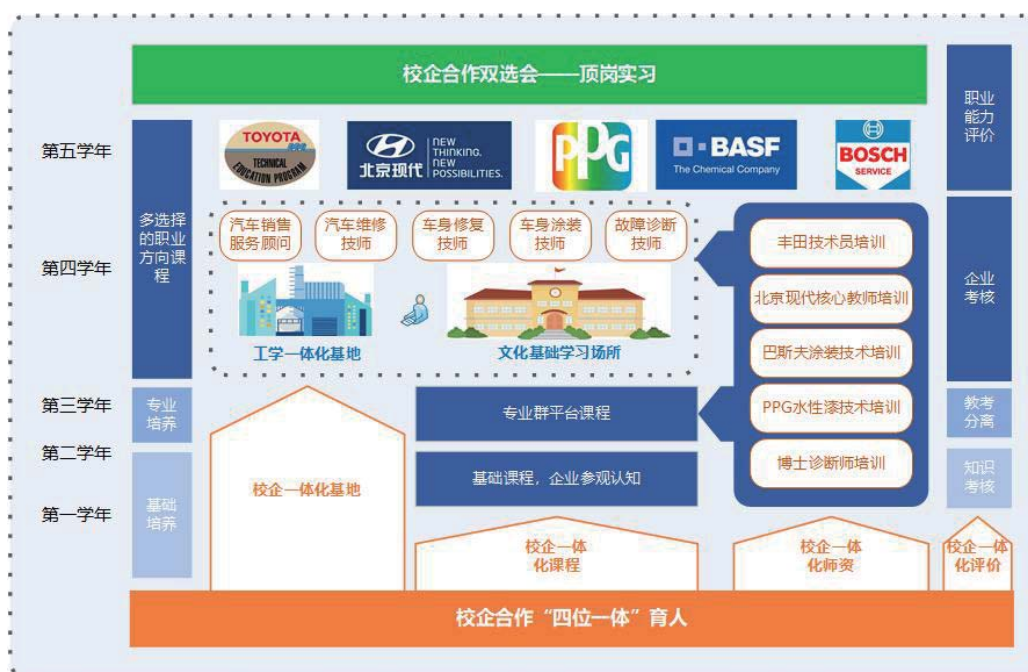 校企合作双选会——顶岗实习
职业
能力
评价
第五学年
TOYOTA
TECHNICAL
EDUCATION PROGRAM
北京现代
NEW
THINKING.
NEW
POSSIBILITIES.
PPG
BASF
The Chemical Company
BOSCH
SERVICE
多选择
的职业
方向课
程
第四学年
汽车销售
服务顾问
汽车维修
技师
车身修复
技师
车身涂装
技师
故障诊断
技师
工学一体化基地
文化基础学习场所
丰田技术员培训
北京现代核心教师培训
巴斯夫涂装技术培训
PPG水性漆技术培训
博士诊断师培训
企业
考核
第三学年
专业
培养
专业群平台课程
教考
分离
第二学年
基础课程，企业参观认知
知识
考核
第一学年
基础
培养
校企一体化基地
校企一体
化课程
校企一体
化师资
校企一体
化评价
校企合作“四位一体”育人